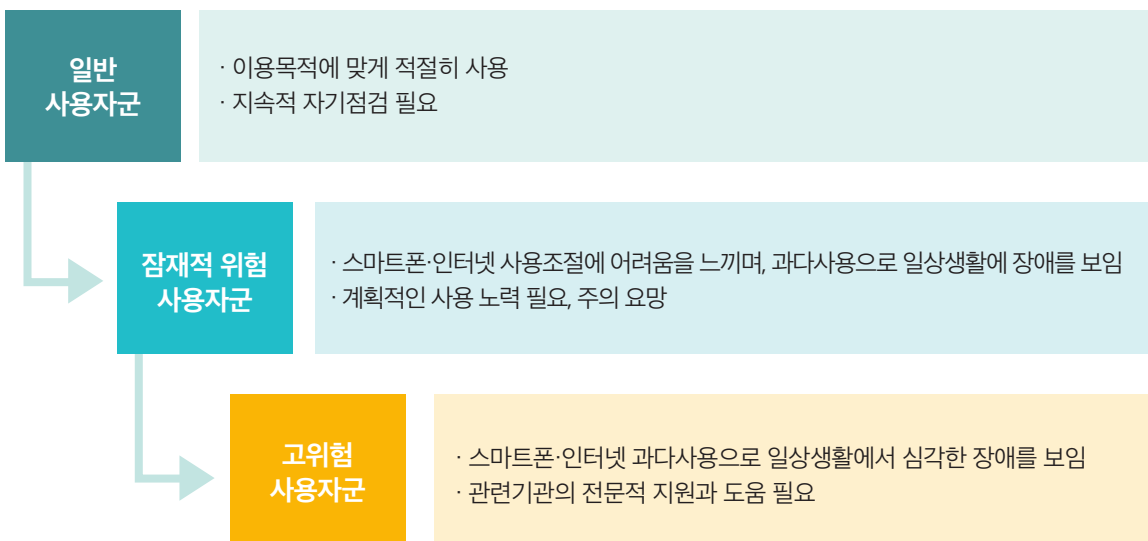 일반
사용자군
· 이용목적에 맞게 적절히 사용
· 지속적 자기점검 필요
잠재적 위험
사용자군
· 스마트폰·인터넷 사용조절에 어려움을 느끼며, 과다사용으로 일상생활에 장애를 보임
· 계획적인 사용 노력 필요, 주의 요망
고위험
사용자군
· 스마트폰·인터넷 과다사용으로 일상생활에서 심각한 장애를 보임
· 관련기관의 전문적 지원과 도움 필요